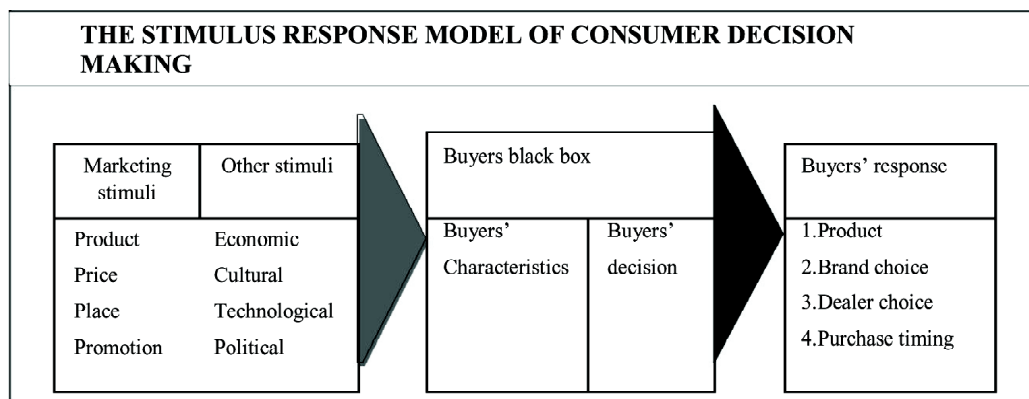 THE STIMULUS RESPONSE MODEL OF CONSUMER DECISION
MAKING
Marketing
stimuli
Other stimuli
Product
Economic
Price
Cultural
Place
Technological
Promotion
Political
Buyers black box
Buyers'
Characteristics
Buyers'
decision
Buyers' response
1.Product
2.Brand choice
3.Dealer choice
4.Purchase timing